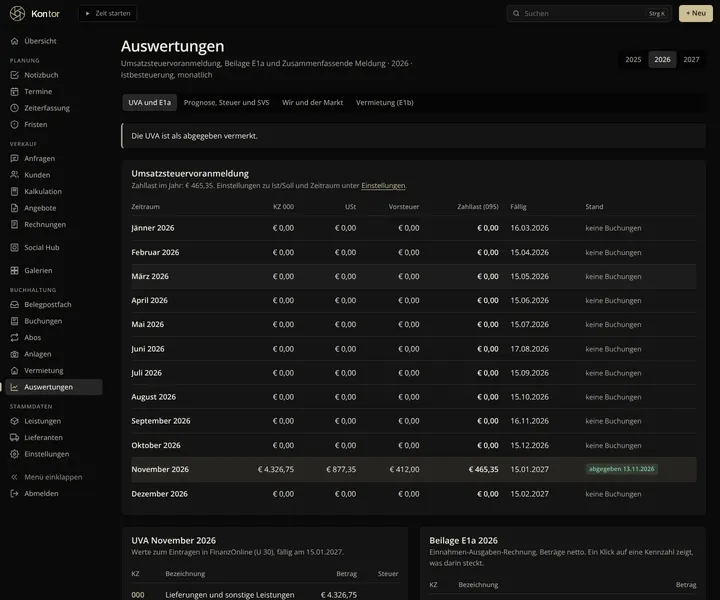 Kontor
Zeit starten
Suchen
Strg K
+ Neu
Übersicht
PLANUNG
Notizbuch
Termine
Zeiterfassung
Fristen
VERKAUF
Anfragen
Kunden
Kalkulation
Angebote
Rechnungen
Social Hub
Galerien
BUCHHALTUNG
Belegpostfach
Buchungen
Abos
Anlagen
Vermietung
Auswertungen
STAMMDATEN
Leistungen
Lieferanten
Einstellungen
Menü einklappen
Abmelden
Auswertungen
Umsatzsteuervoranmeldung, Beilage E1a und Zusammenfassende Meldung · 2026 ·
Istbesteuerung, monatlich
2025 2026 2027
UVA und E1a Prognose, Steuer und SVS Wir und der Markt Vermietung (E1b)
Die UVA ist als abgegeben vermerkt.
Umsatzsteuervoranmeldung
Zahllast im Jahr: € 465,35. Einstellungen zu Ist/Soll und Zeitraum unter Einstellungen.
Zeitraum KZ 000 USt Vorsteuer Zahllast (095) Fällig Stand
Jänner 2026 € 0,00 € 0,00 € 0,00 € 0,00 16.03.2026 keine Buchungen
Februar 2026 € 0,00 € 0,00 € 0,00 € 0,00 15.04.2026 keine Buchungen
März 2026 € 0,00 € 0,00 € 0,00 € 0,00 15.05.2026 keine Buchungen
April 2026 € 0,00 € 0,00 € 0,00 € 0,00 15.06.2026 keine Buchungen
Mai 2026 € 0,00 € 0,00 € 0,00 € 0,00 15.07.2026 keine Buchungen
Juni 2026 € 0,00 € 0,00 € 0,00 € 0,00 17.08.2026 keine Buchungen
Juli 2026 € 0,00 € 0,00 € 0,00 € 0,00 15.09.2026 keine Buchungen
August 2026 € 0,00 € 0,00 € 0,00 € 0,00 15.10.2026 keine Buchungen
September 2026 € 0,00 € 0,00 € 0,00 € 0,00 16.11.2026 keine Buchungen
Oktober 2026 € 0,00 € 0,00 € 0,00 € 0,00 15.12.2026 keine Buchungen
November 2026 € 4.326,75 € 877,35 € 412,00 € 465,35 15.01.2027 abgegeben 13.11.2026
Dezember 2026 € 0,00 € 0,00 € 0,00 € 0,00 15.02.2027 keine Buchungen
UVA November 2026
Werte zum Eintragen in FinanzOnline (U 30), fällig am 15.01.2027.
KZ Bezeichnung Betrag Steuer
000 Lieferungen und sonstige Leistungen € 4.326,75
Beilage E1a 2026
Einnahmen-Ausgaben-Rechnung, Beträge netto. Ein Klick auf eine Kennzahl zeigt,
was darin steckt.
KZ Bezeichnung Betrag